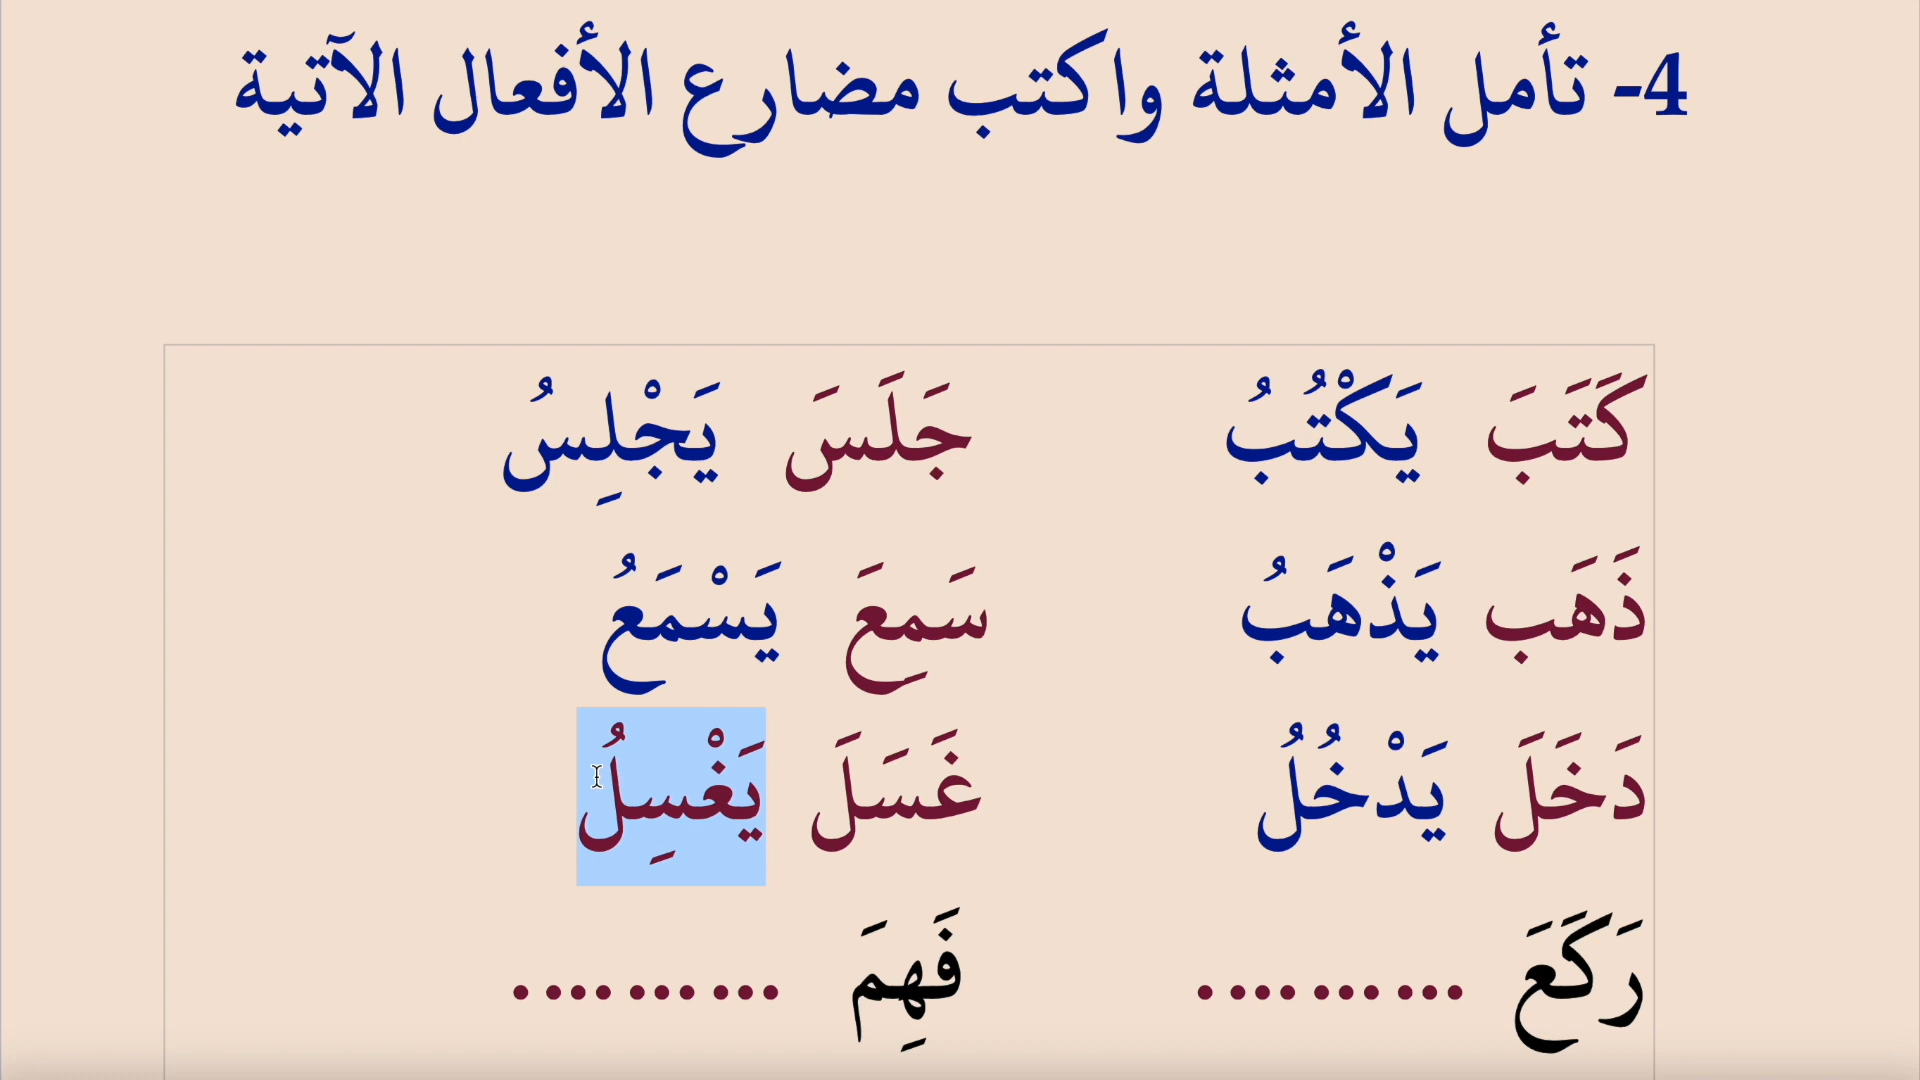 4- تأمل الأمثلة واكتب مضارع الأفعال الآتية
كَتَبَ يَكْتُبُ جَلَسَ يَجْلِسُ
ذَهَب يَذْهَبُ سَمِعَ يَسْمَعُ
دَخَلَ يَدْخُلُ غَسَلَ يَغْسِلُ
رَكَعَ .......... فَهِمَ ..........